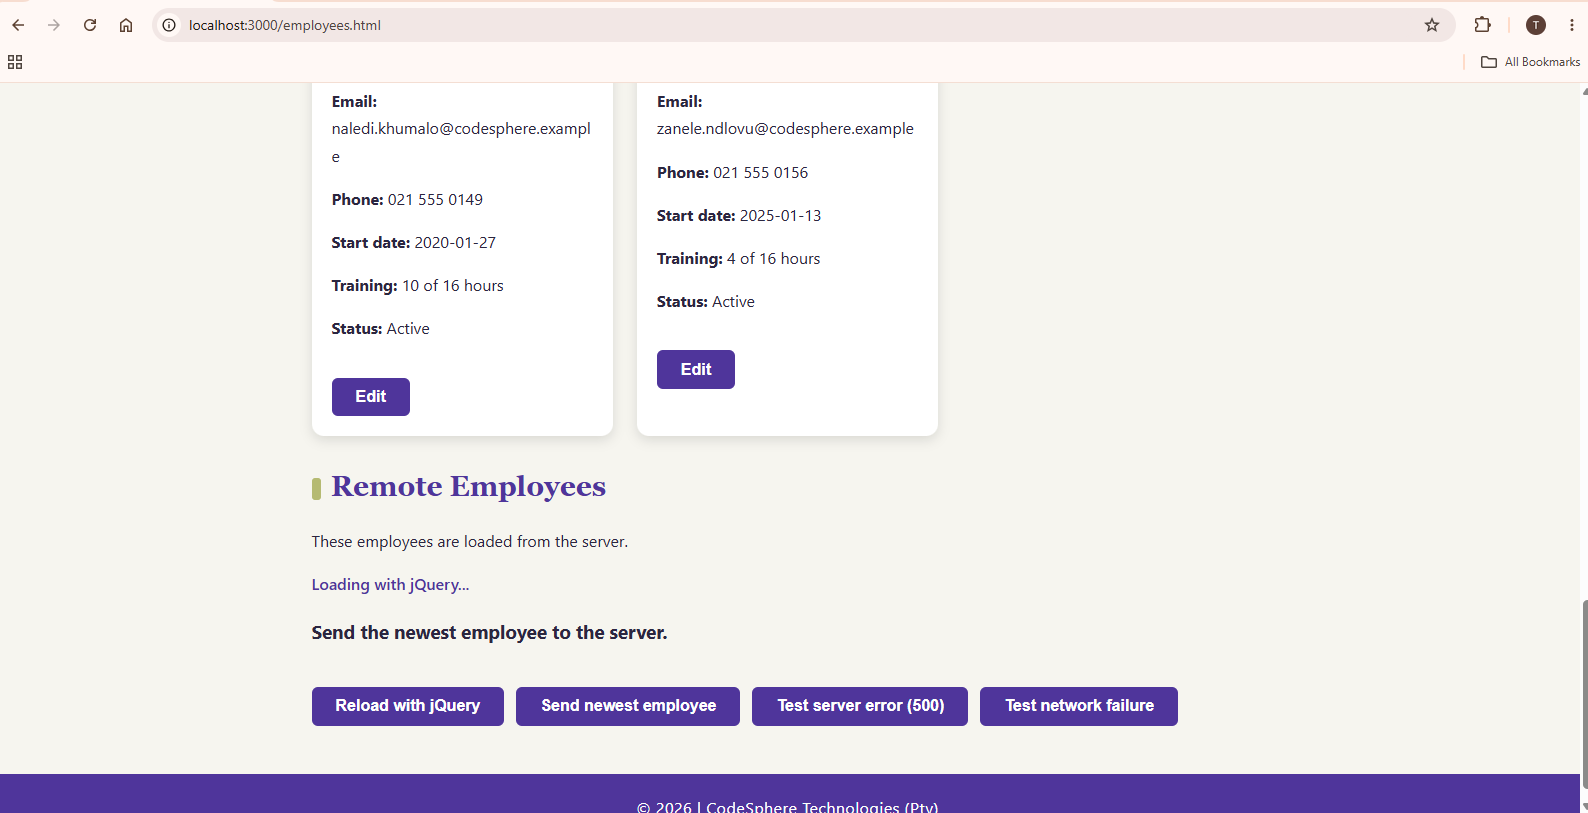 localhost:3000/employees.html
T
All Bookmarks
Email:
naledi.khumalo@codesphere.exampl
e
Phone: 021 555 0149
Start date: 2020-01-27
Training: 10 of 16 hours
Status: Active
Edit
Email:
zanele.ndlovu@codesphere.example
Phone: 021 555 0156
Start date: 2025-01-13
Training: 4 of 16 hours
Status: Active
Edit
Remote Employees
These employees are loaded from the server.
Loading with jQuery...
Send the newest employee to the server.
Reload with jQuery
Send newest employee
Test server error (500)
Test network failure
© 2026 | CodeSphere Technologies (Pty)